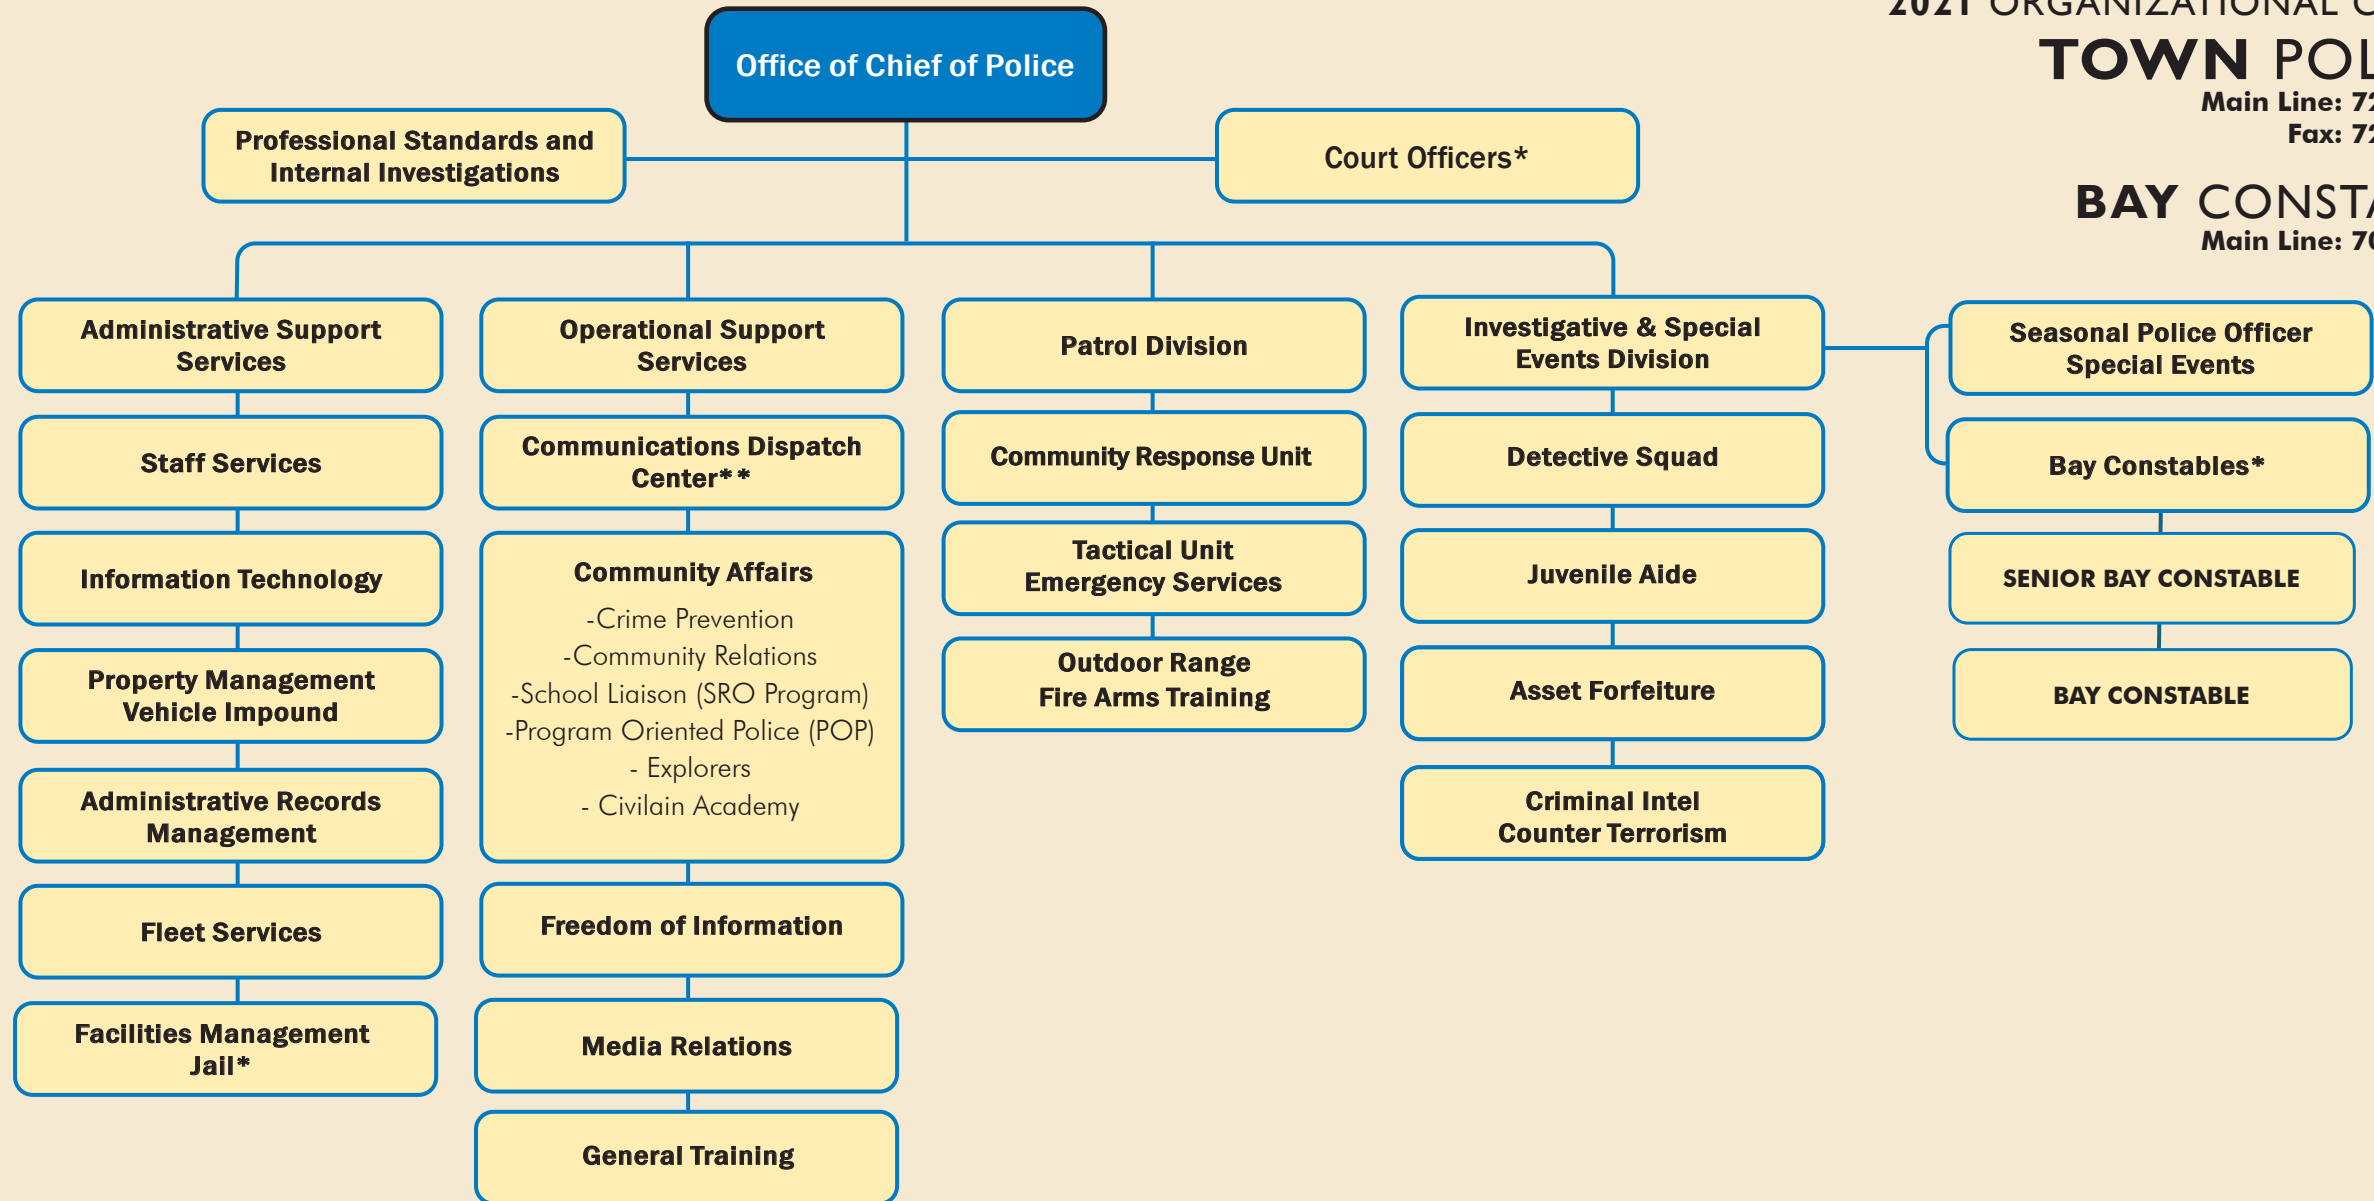 2021 ORGANIZATIONAL
TOWN
Main Line:
Fax:
BAY
Main Line:
Office of Chief of Police
Professional Standards and
Internal Investigations
Court Officers*
Administrative Support
Services
Staff Services
Information Technology
Property Management
Vehicle Impound
Administrative Records
Management
Fleet Services
Facilities Management
Jail*
Operational Support
Services
Communications Dispatch
Center**
Community Affairs
-Crime Prevention
-Community Relations
-School Liaison (SRO Program)
-Program Oriented Police (POP)
- Explorers
- Civilain Academy
Freedom of Information
Media Relations
General Training
Patrol Division
Community Response Unit
Tactical Unit
Emergency Services
Outdoor Range
Fire Arms Training
Investigative & Special
Events Division
Detective Squad
Juvenile Aide
Asset Forfeiture
Criminal Intel
Counter Terrorism
Seasonal Police Officer
Special Events
Bay Constables*
SENIOR BAY CONSTABLE
BAY CONSTABLE